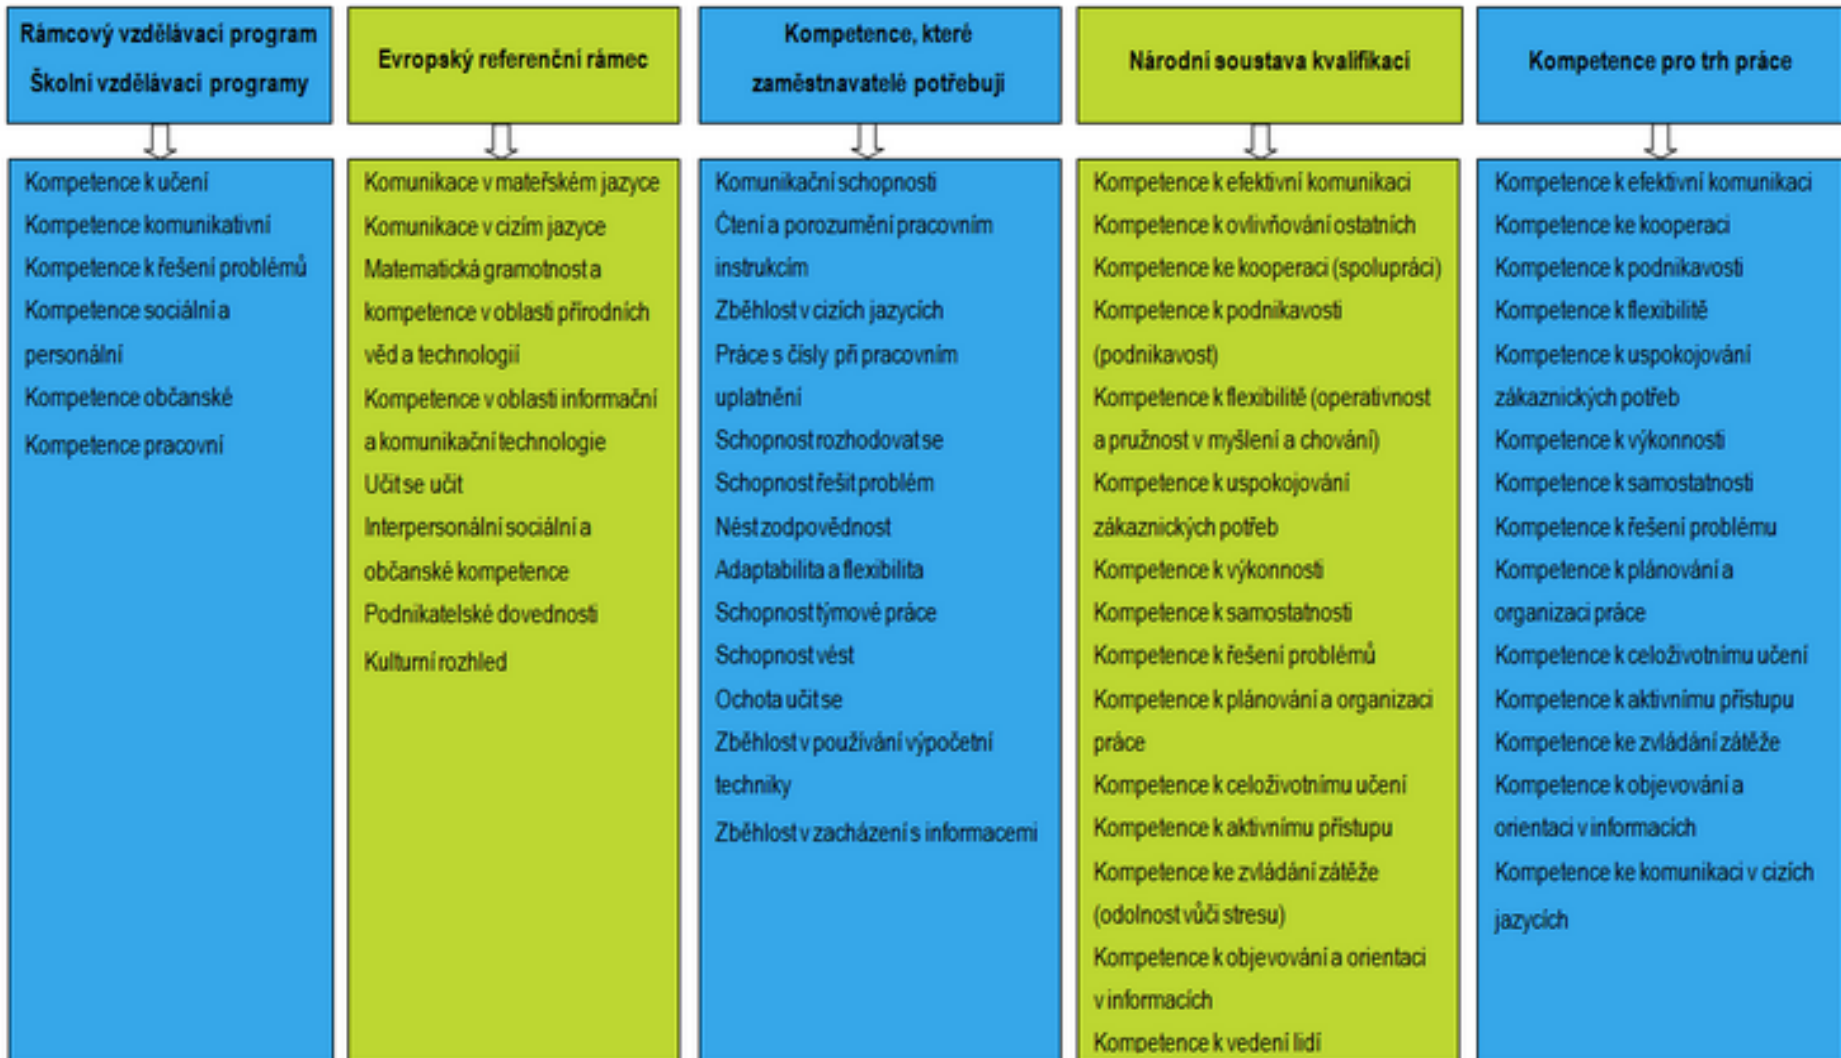 Rámcový vzdělávací program
Školní vzdělávací programy
Kompetence k učení
Kompetence komunikativní
Kompetence k řešení problémů
Kompetence sociální a
personální
Kompetence občanské
Kompetence pracovní
Evropský referenční rámec
Komunikace v mateřském jazyce
Komunikace v cizím jazyce
Matematická gramotnost a
kompetence v oblasti přírodních
věd a technologií
Kompetence v oblasti informační
a komunikační technologie
Učit se učit
Interpersonální sociální a
občanské kompetence
Podnikatelské dovednosti
Kulturní rozhled
Kompetence, které
zaměstnavatelé potřebují
Komunikační schopnosti
Čtení a porozumění pracovním
instrukcím
Zběhlost v cizích jazycích
Práce s čísly při pracovním
uplatnění
Schopnost rozhodovat se
Schopnost řešit problém
Nést zodpovědnost
Adaptabilita a flexibilita
Schopnost týmové práce
Schopnost vést
Ochota učit se
Zběhlost v používání výpočetní
techniky
Zběhlost v zacházení s informacemi
Národní soustava kvalifikací
Kompetence k efektivní komunikaci
Kompetence k ovlivňování ostatních
Kompetence ke kooperaci (spolupráci)
Kompetence k podnikavosti
(podnikavost)
Kompetence k flexibilitě (operativnost
a pružnost v myšlení a chování)
Kompetence k uspokojování
zákaznických potřeb
Kompetence k výkonnosti
Kompetence k samostatnosti
Kompetence k řešení problémů
Kompetence k plánování a organizaci
práce
Kompetence k celoživotnímu učení
Kompetence k aktivnímu přístupu
Kompetence ke zvládání zátěže
(odolnost vůči stresu)
Kompetence k objevování a orientaci
v informacích
Kompetence k vedení lidí
Kompetence pro trh práce
Kompetence k efektivní komunikaci
Kompetence ke kooperaci
Kompetence k podnikavosti
Kompetence k flexibilitě
Kompetence k uspokojování
zákaznických potřeb
Kompetence k výkonnosti
Kompetence k samostatnosti
Kompetence k řešení problému
Kompetence k plánování a
organizaci práce
Kompetence k celoživotnímu učení
Kompetence k aktivnímu přístupu
Kompetence ke zvládání zátěže
Kompetence k objevování a
orientaci v informacích
Kompetence ke komunikaci v cizích
jazycích